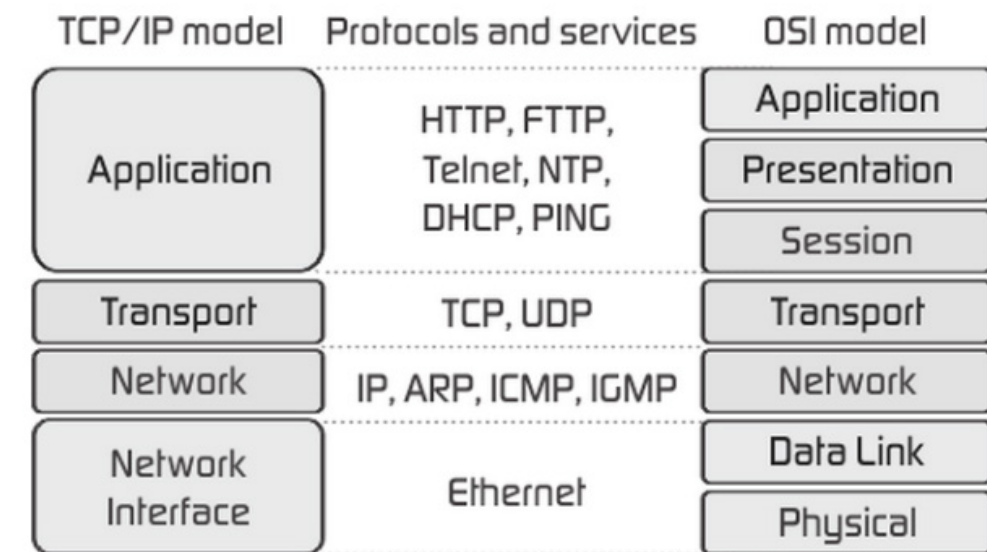 TCP/IP model
Protocols and services
OSI model
Application
HTTP, FTTP,
Telnet, NTP,
DHCP, PING
Application
Presentation
Session
Transport
TCP, UDP
Transport
Network
IP, ARP, ICMP, IGMP
Network
Network
Interface
Ethernet
Data Link
Physical